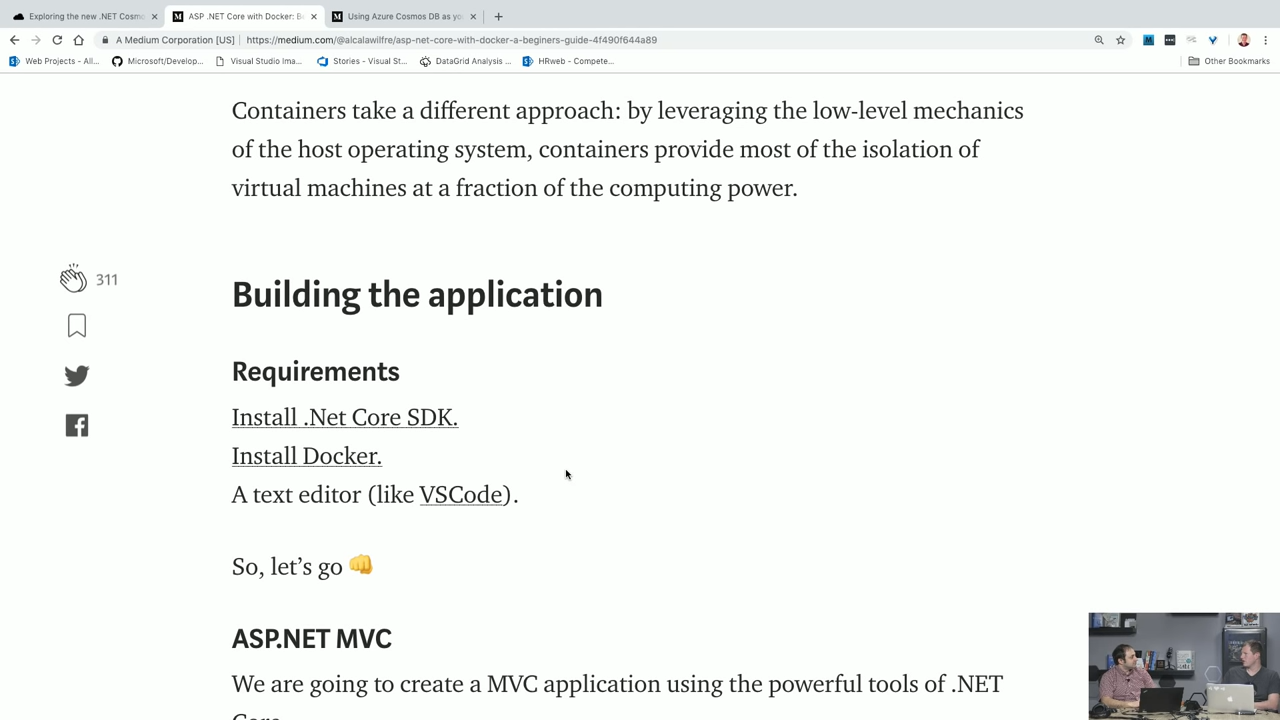 Exploring the new .NET Cosmo
ASP .NET Core with Docker: Be
Using Azure Cosmos DB as yo
A Medium Corporation [US]
https://medium.com/@alcalawilfre/asp-net-core-with-docker-a-beginers-guide-4f490f644a89
Web Projects - All...
Microsoft/Develop...
Visual Studio Ima...
Stories - Visual St...
DataGrid Analysis ...
HRweb - Compete...
Other Bookmarks
Containers take a different approach: by leveraging the low-level mechanics
of the host operating system, containers provide most of the isolation of
virtual machines at a fraction of the computing power.
311
Building the application
Requirements
Install .Net Core SDK.
Install Docker.
A text editor (like VSCode).
So, let’s go 👊
ASP.NET MVC
We are going to create a MVC application using the powerful tools of .NET
Core.